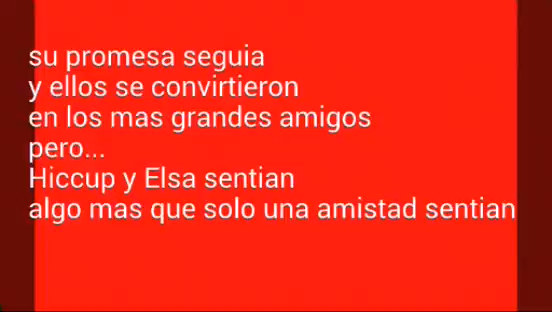 su promesa seguia
y ellos se convirtieron
en los mas grandes amigos
pero...
Hiccup y Elsa sentian
algo mas que solo una amistad sentian